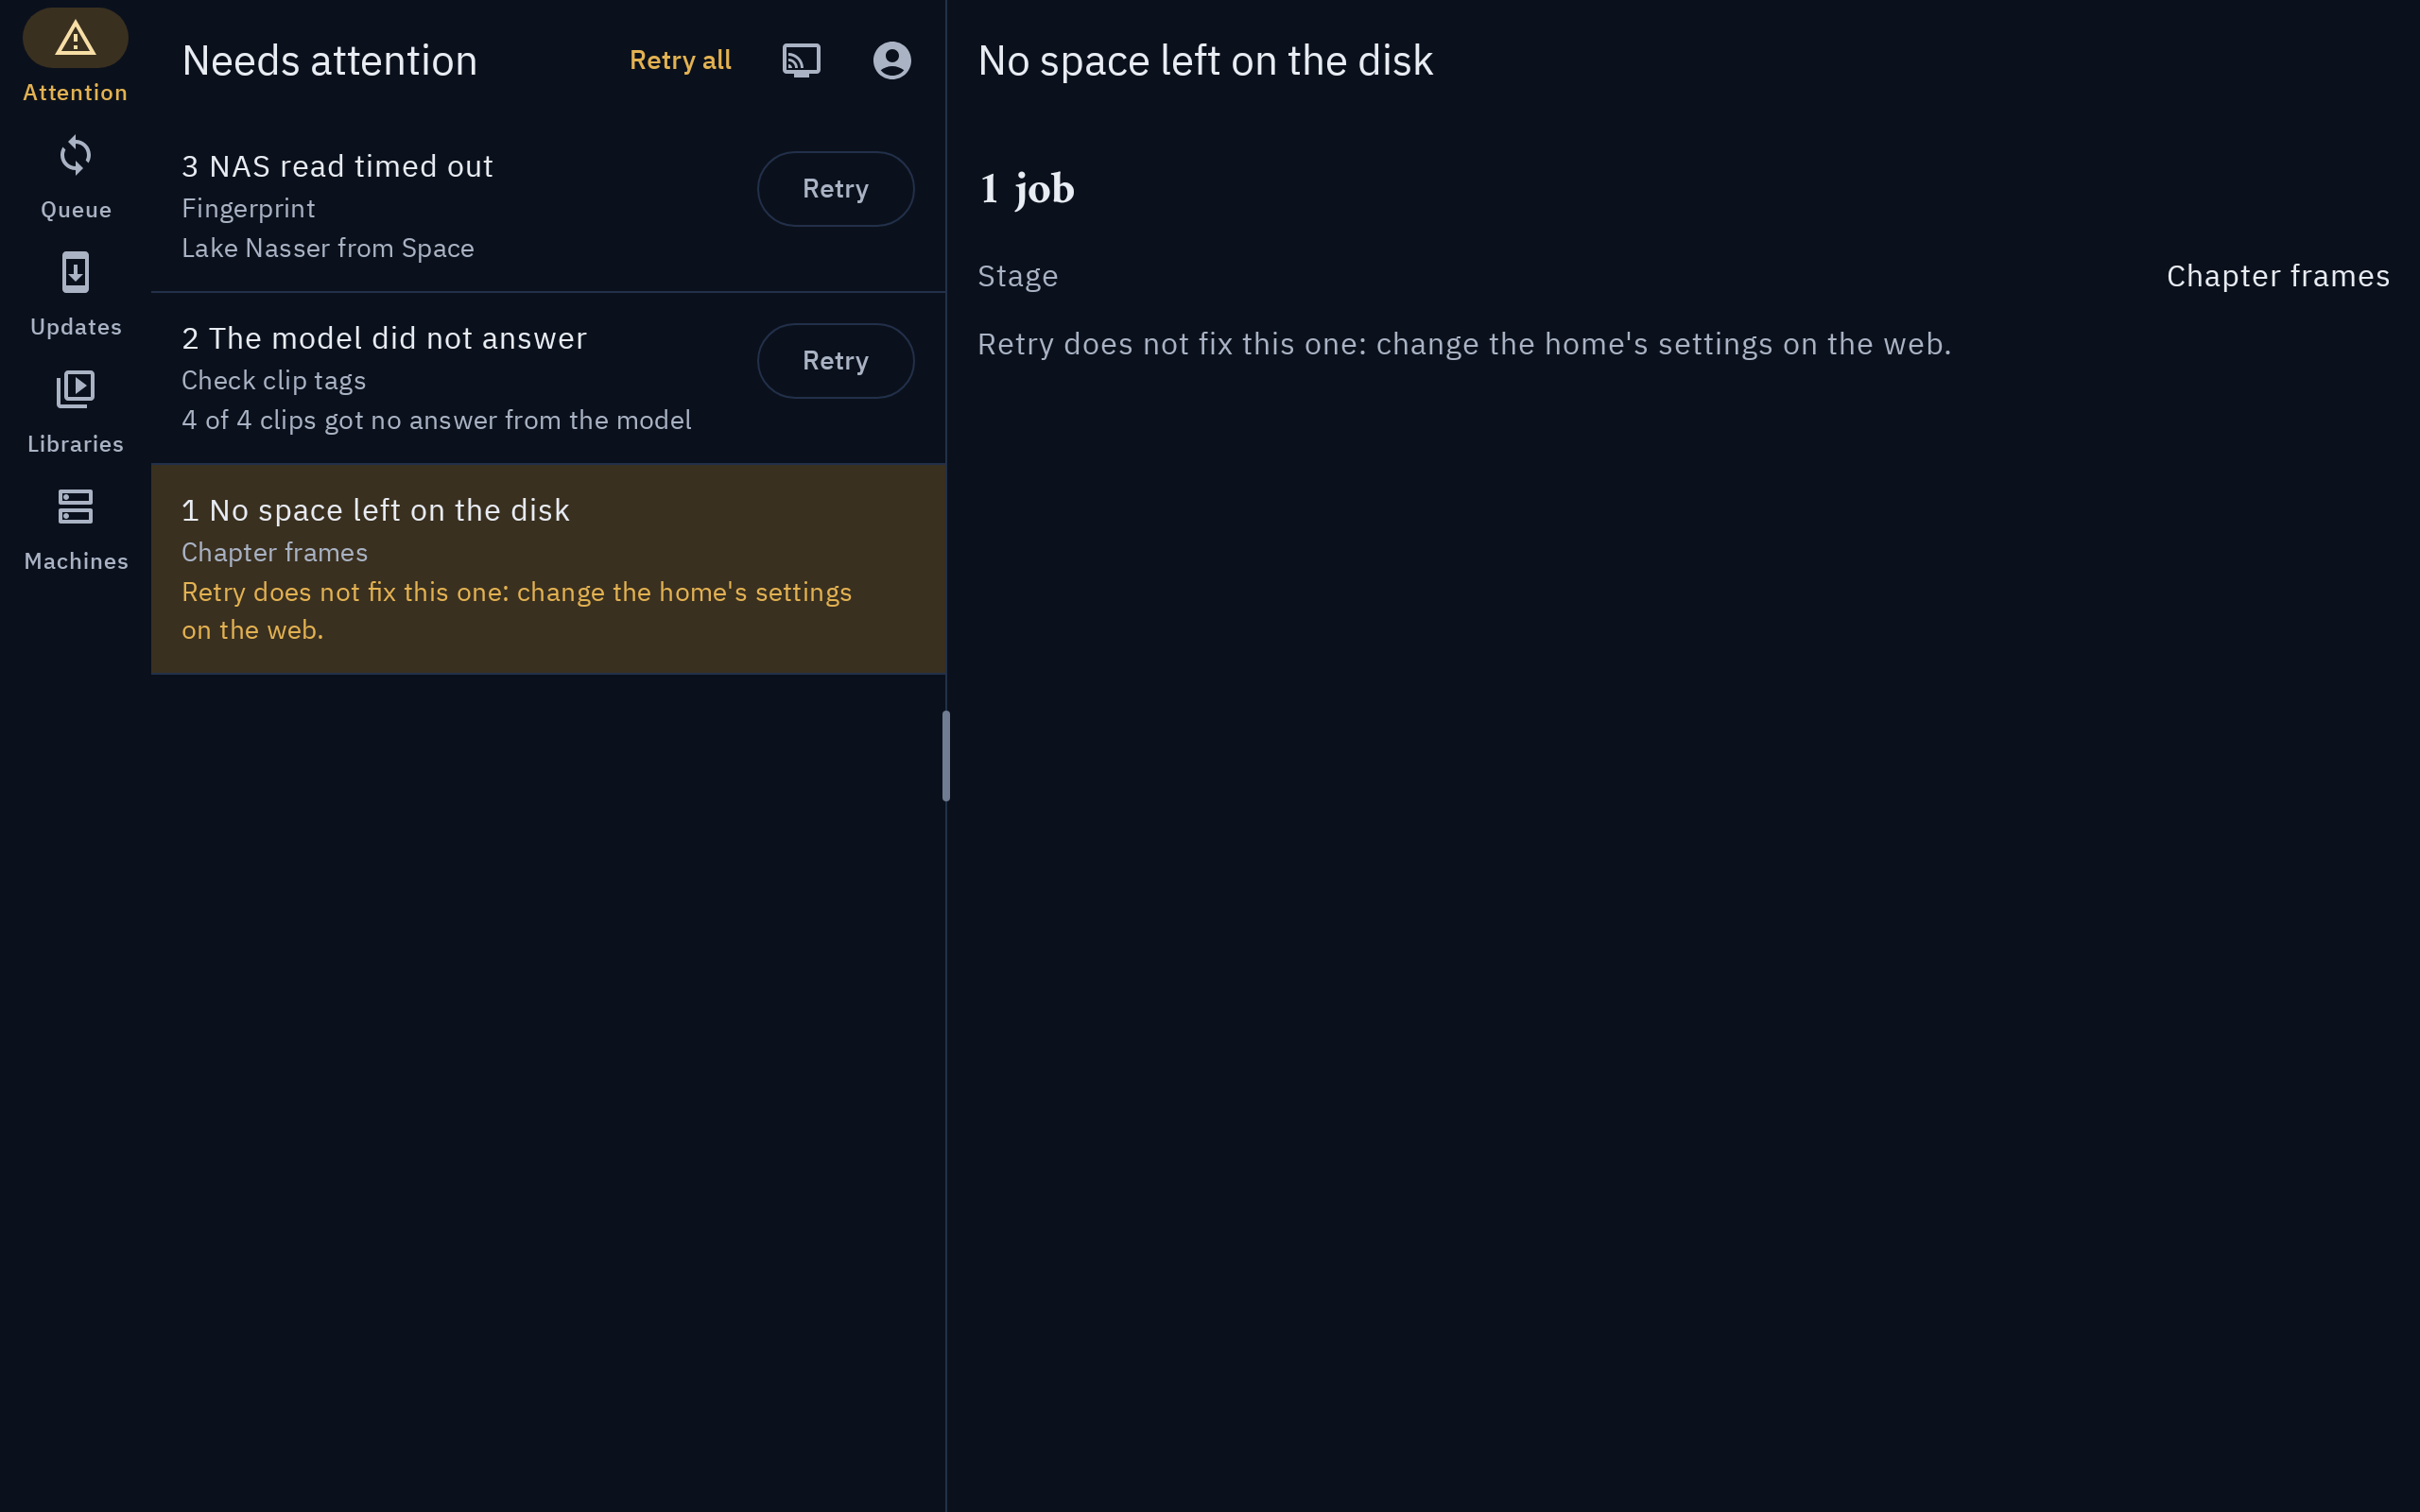 Attention
Queue
Updates
Libraries
Machines
Needs attention
Retry all
3 NAS read timed out
Fingerprint
Lake Nasser from Space
Retry
2 The model did not answer
Check clip tags
4 of 4 clips got no answer from the model
Retry
1 No space left on the disk
Chapter frames
Retry does not fix this one: change the home's settings
on the web.
No space left on the disk
1 job
Stage
Chapter frames
Retry does not fix this one: change the home's settings on the web.